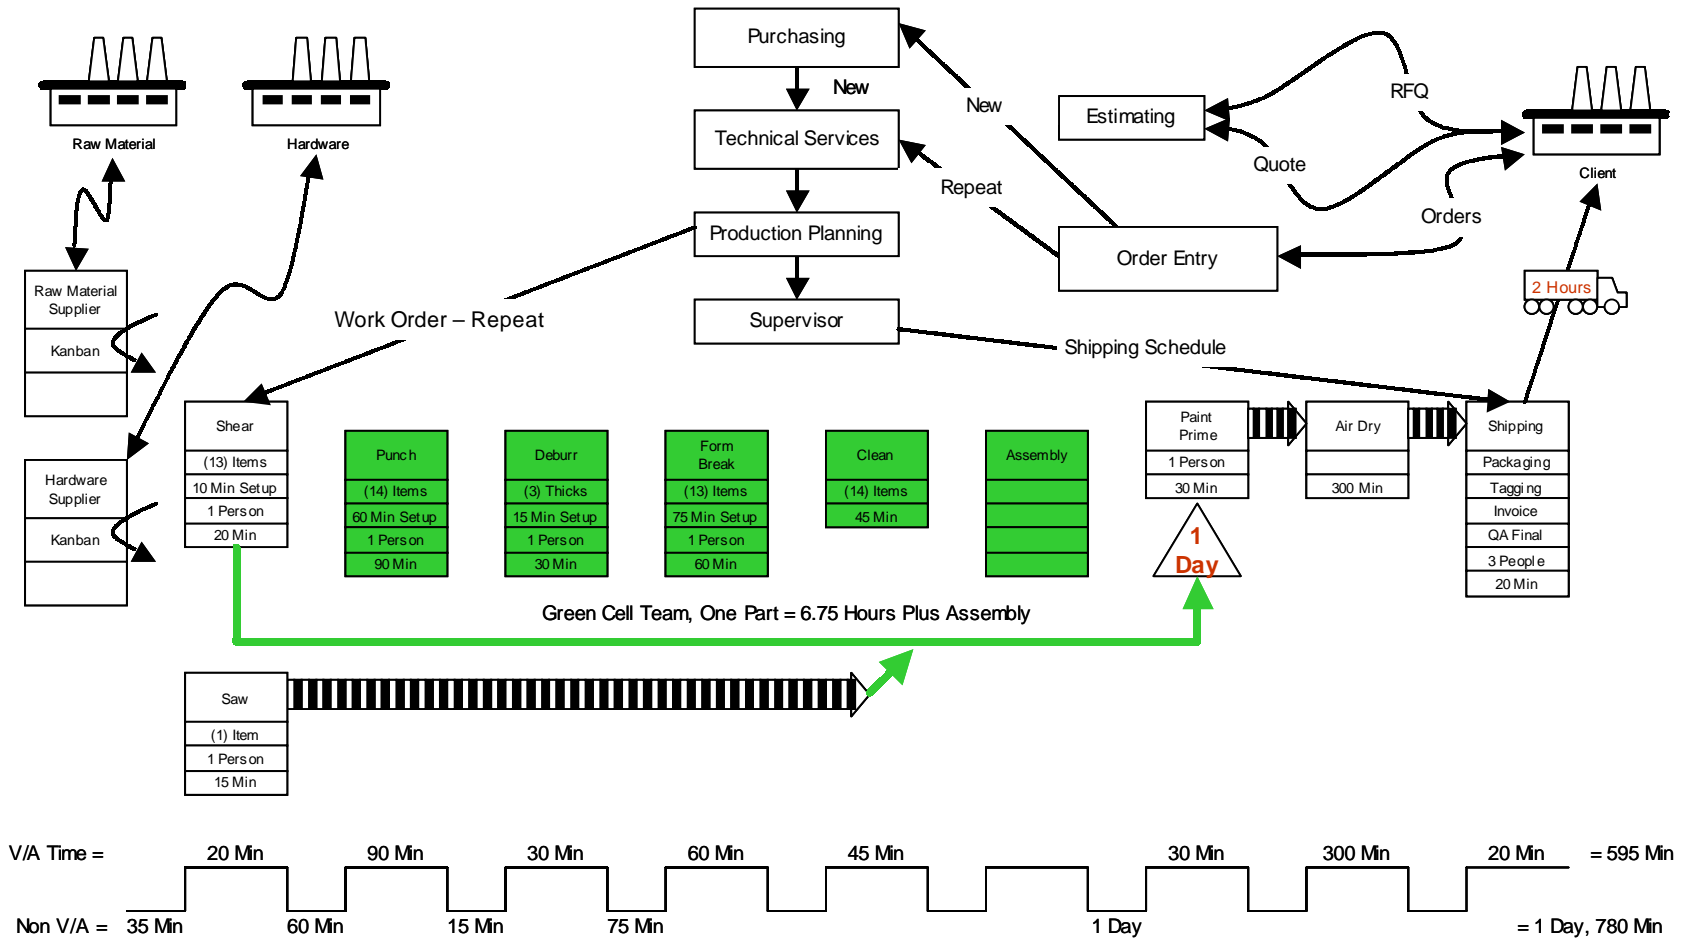 Raw Material
Hardware
Purchasing
New
Technical Services
Production Planning
Supervisor
New
Repeat
Order Entry
Estimating
RFQ
Quote
Orders
Client
2 Hours
Work Order – Repeat
Shipping Schedule
Raw Material
Supplier
Kanban
Hardware
Supplier
Kanban
Shear
(13) Items
10 Min Setup
1 Person
20 Min
Punch
(14) Items
60 Min Setup
1 Person
90 Min
Deburr
(3) Thicks
15 Min Setup
1 Person
30 Min
Form
Break
(13) Items
75 Min Setup
1 Person
60 Min
Clean
(14) Items
45 Min
Assembly
Paint
Prime
1 Person
30 Min
1
Day
Air Dry
300 Min
Shipping
Packaging
Tagging
Invoice
QA Final
3 People
20 Min
Green Cell Team, One Part = 6.75 Hours Plus Assembly
Saw
(1) Item
1 Person
15 Min
V/A Time = 20 Min 90 Min 30 Min 60 Min 45 Min 30 Min 300 Min 20 Min = 595 Min
Non V/A = 35 Min 60 Min 15 Min 75 Min 1 Day = 1 Day, 780 Min